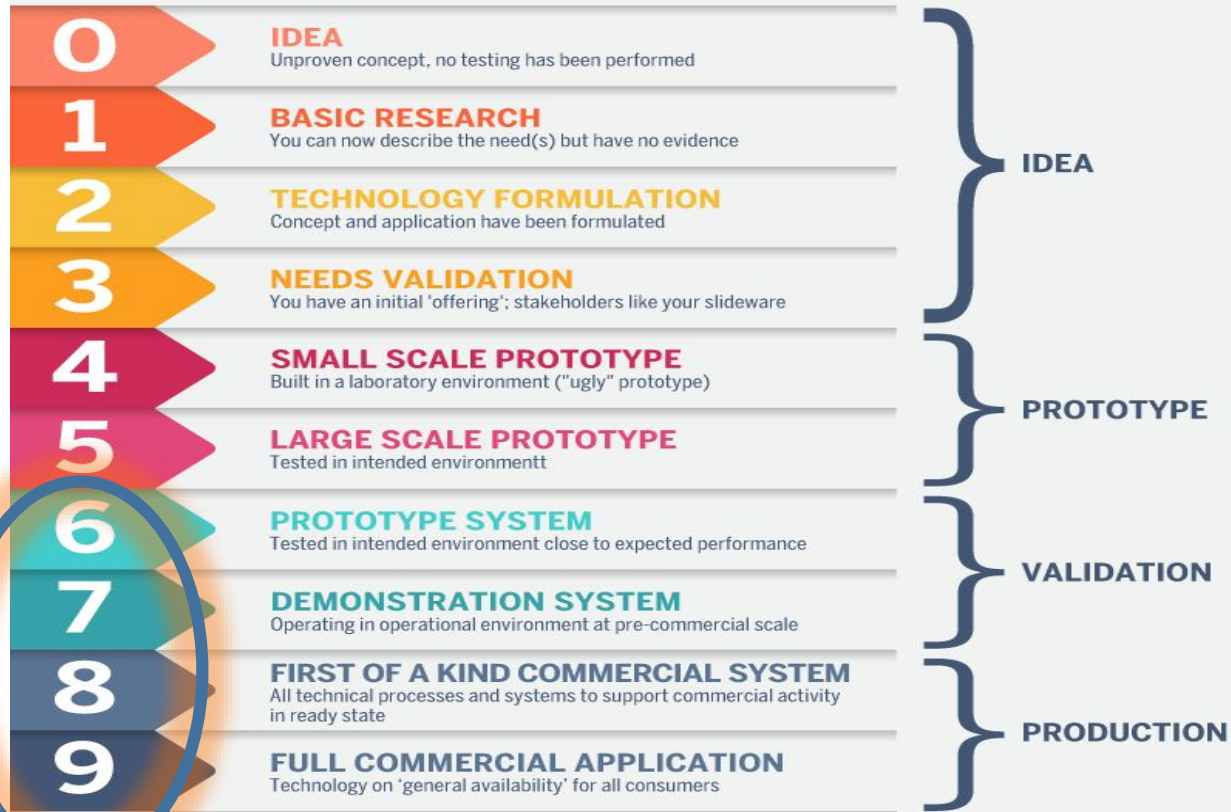 0
IDEA
Unproven concept, no testing has been performed
1
BASIC RESEARCH
You can now describe the need(s) but have no evidence
2
TECHNOLOGY FORMULATION
Concept and application have been formulated
3
NEEDS VALIDATION
You have an initial 'offering'; stakeholders like your slideware
IDEA
4
SMALL SCALE PROTOTYPE
Built in a laboratory environment ("ugly" prototype)
5
LARGE SCALE PROTOTYPE
Tested in intended environmentt
PROTOTYPE
6
PROTOTYPE SYSTEM
Tested in intended environment close to expected performance
7
DEMONSTRATION SYSTEM
Operating in operational environment at pre-commercial scale
VALIDATION
8
FIRST OF A KIND COMMERCIAL SYSTEM
All technical processes and systems to support commercial activity
in ready state
9
FULL COMMERCIAL APPLICATION
Technology on 'general availability' for all consumers
PRODUCTION